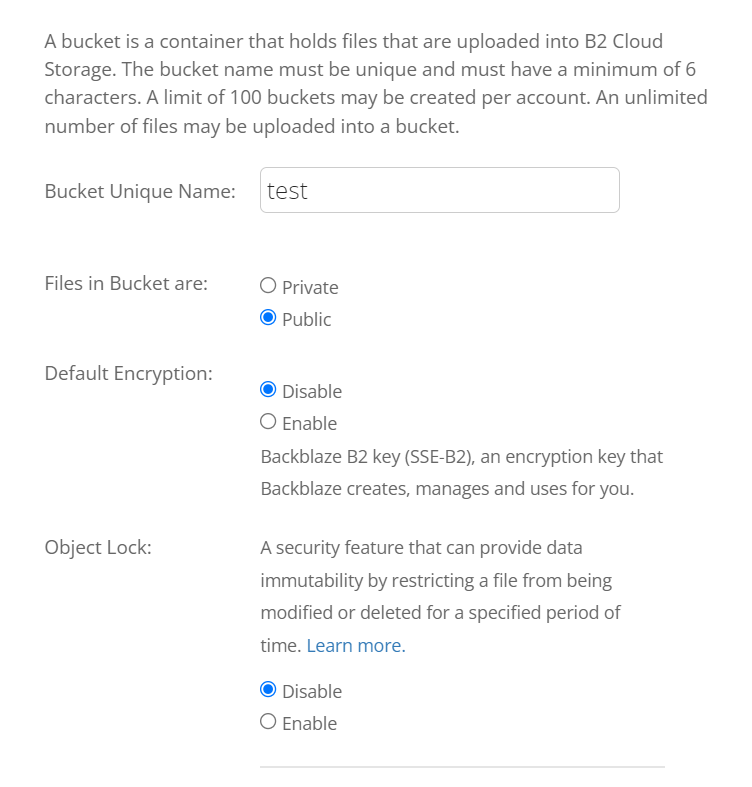 A bucket is a container that holds files that are uploaded into B2 Cloud
Storage. The bucket name must be unique and must have a minimum of 6
characters. A limit of 100 buckets may be created per account. An unlimited
number of files may be uploaded into a bucket.
Bucket Unique Name: test
Files in Bucket are: Private
Public
Default Encryption:
Disable
Enable
Backblaze B2 key (SSE-B2), an encryption key that
Backblaze creates, manages and uses for you.
Object Lock: A security feature that can provide data
immutability by restricting a file from being
modified or deleted for a specified period of
time. Learn more.
Disable
Enable